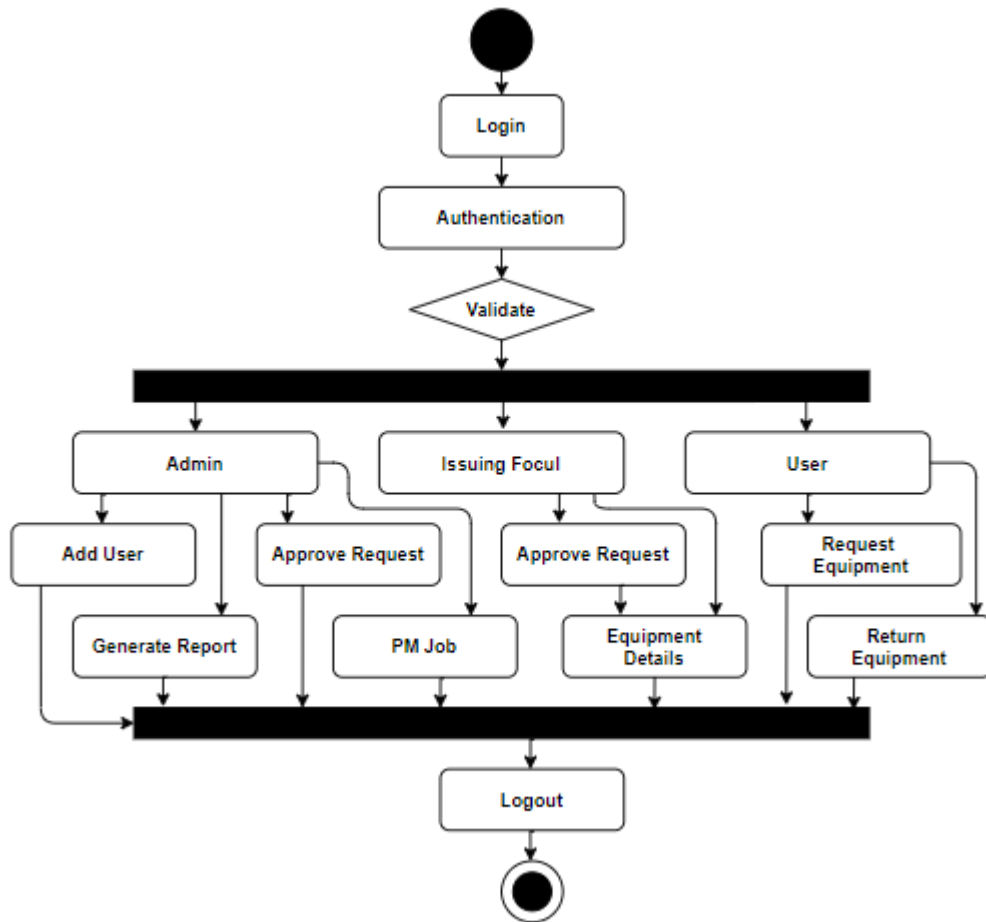 Login
Authentication
Validate
Admin
Issuing Focul
User
Add User
Approve Request
Approve Request
Request
Equipment
Generate Report
PM Job
Equipment
Details
Return
Equipment
Logout